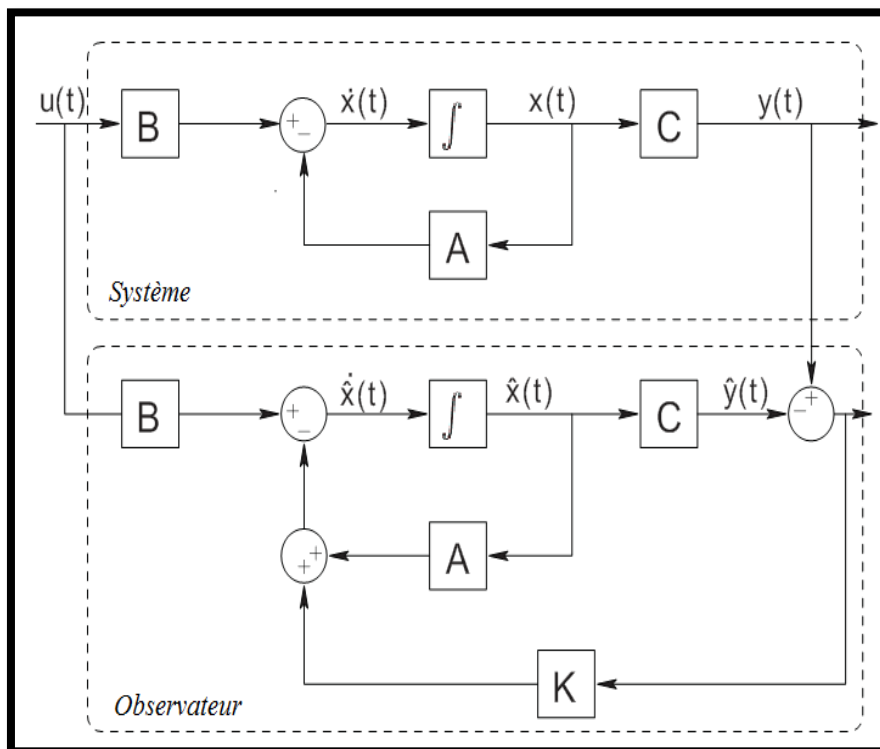 u(t)
B
+
-
ẋ(t)
∫
x(t)
C
y(t)
A
Système
B
+
-
x̂̇(t)
∫
x̂(t)
C
ŷ(t)
+
-
+
+
A
K
Observateur